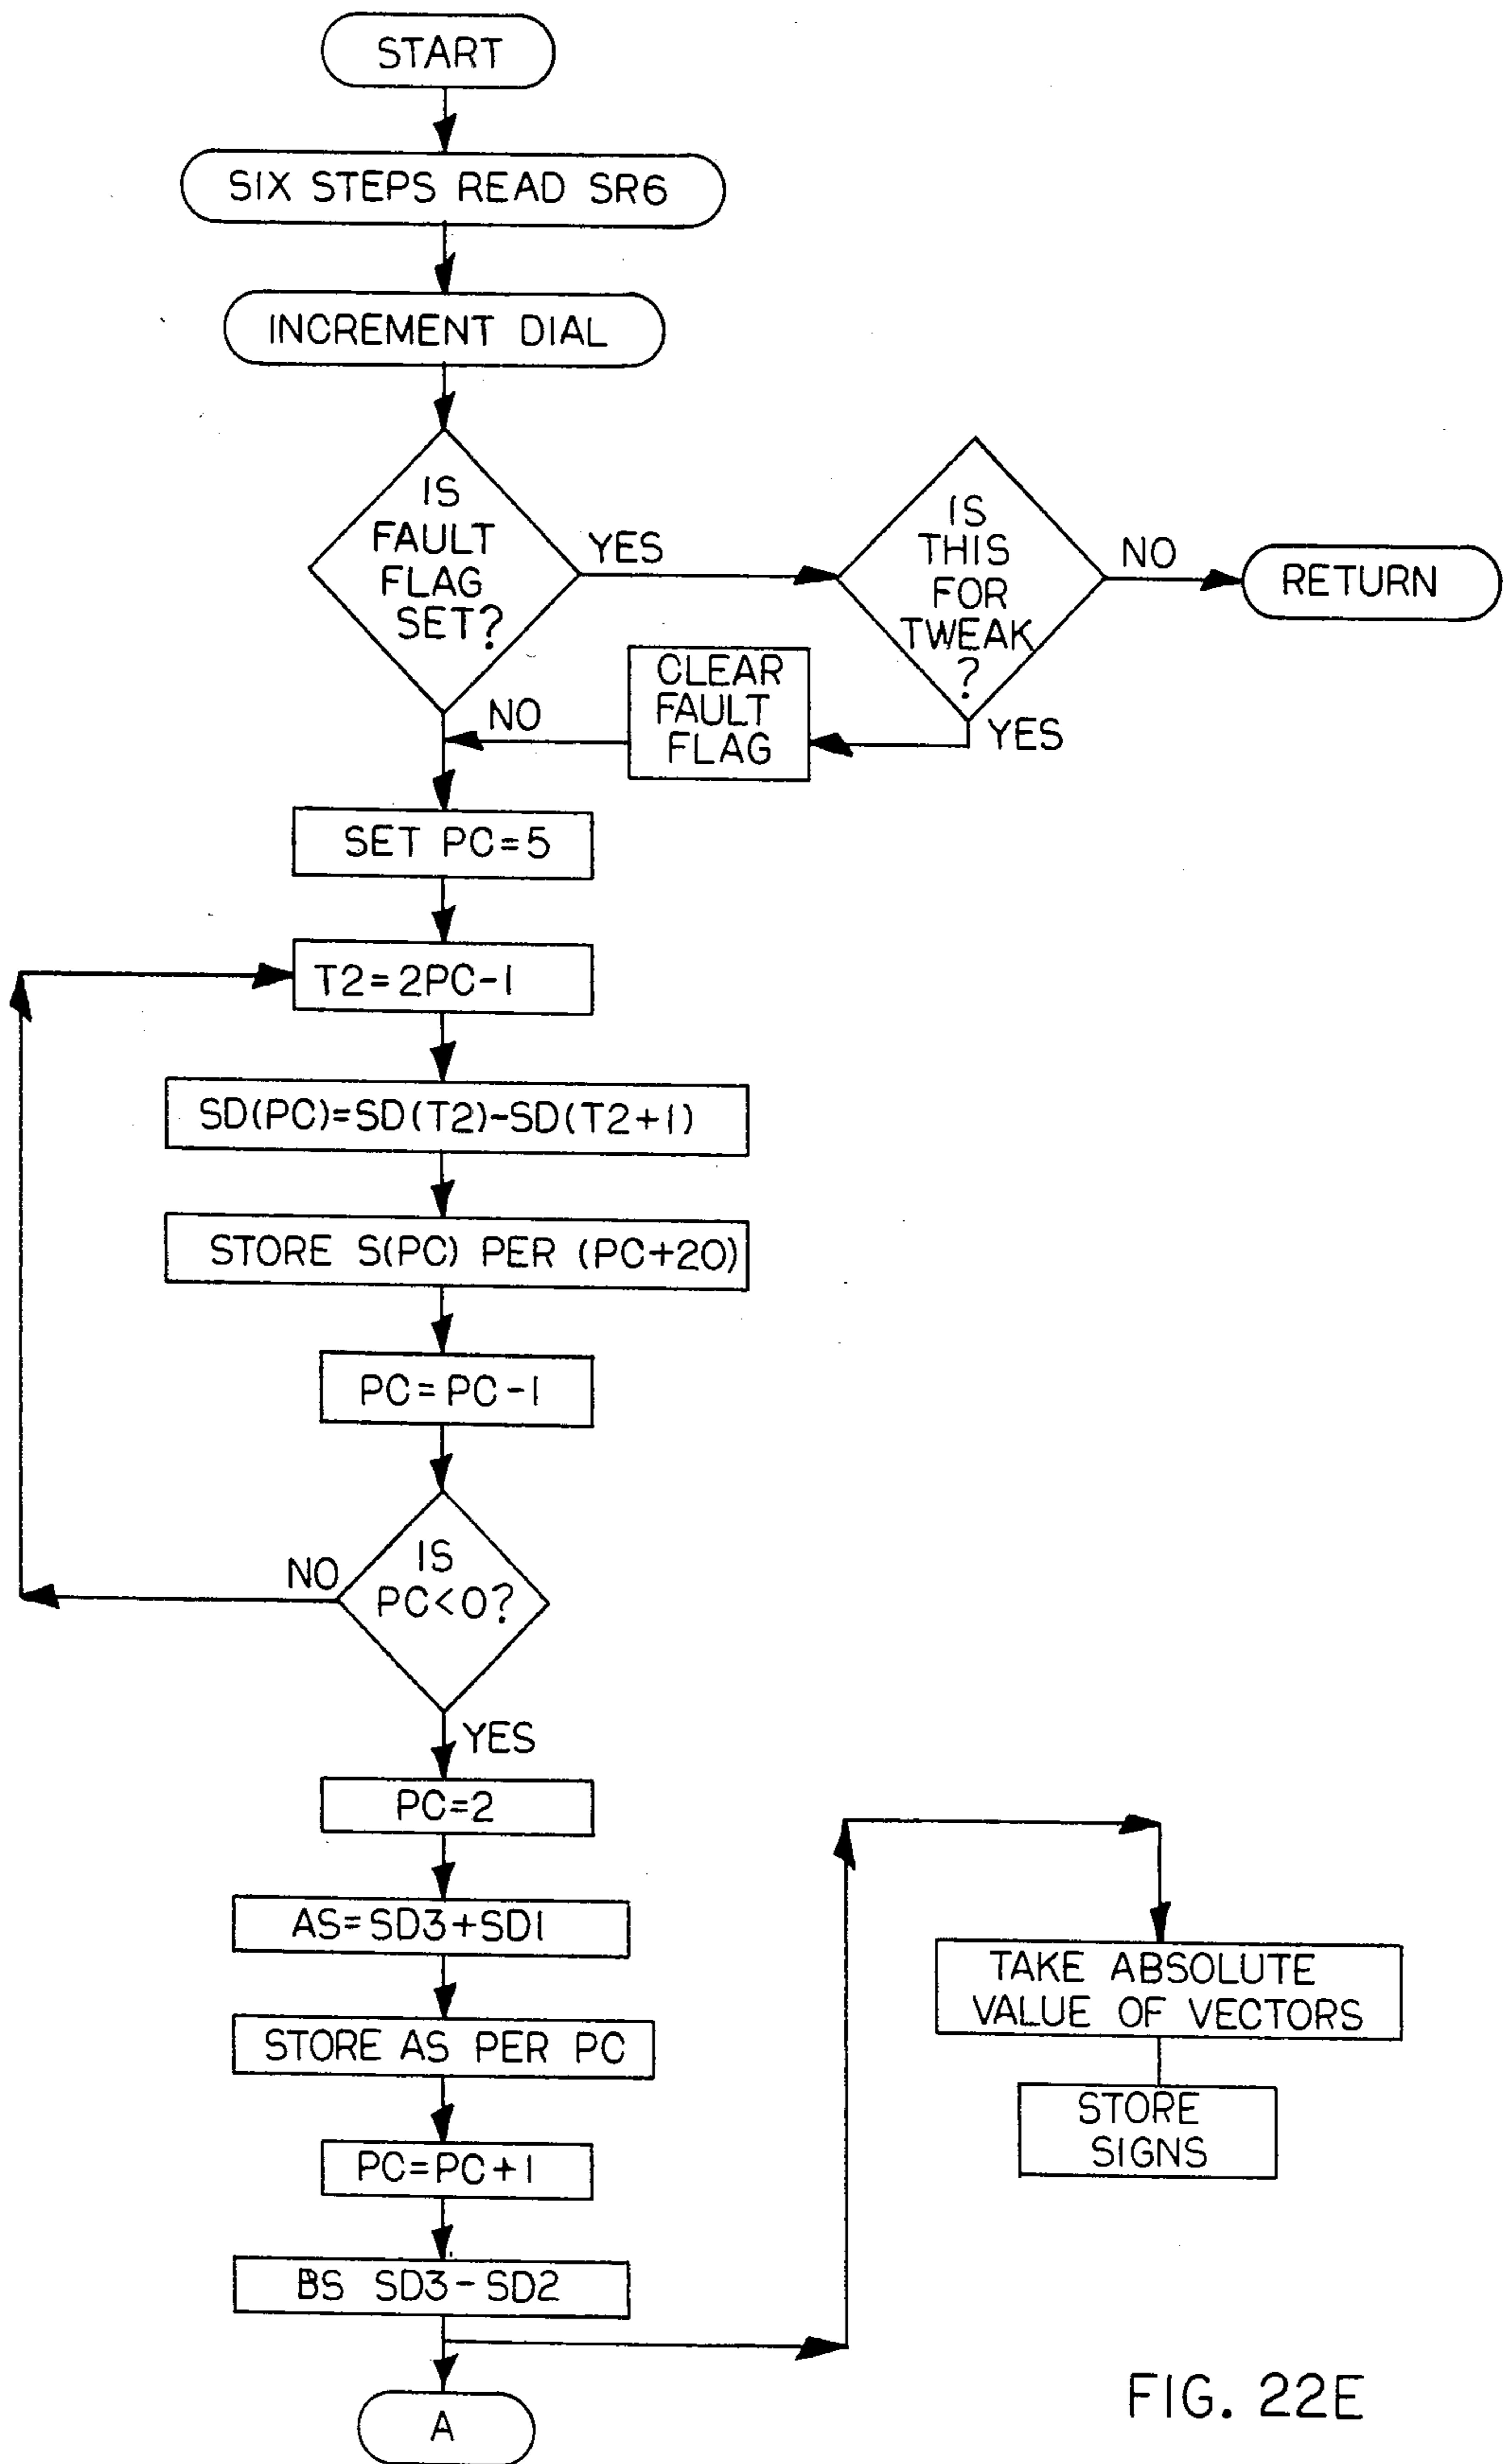 START
SIX STEPS READ SR6
INCREMENT DIAL
IS
FAULT
FLAG
SET?
YES
IS
THIS
FOR
TWEAK
?
NO
RETURN
YES
CLEAR
FAULT
FLAG
NO
SET PC=5
T2=2PC-1
SD(PC)=SD(T2)-SD(T2+1)
STORE S(PC) PER (PC+20)
PC=PC-1
IS
PC<0?
NO
YES
PC=2
AS=SD3+SD1
STORE AS PER PC
PC=PC+1
BS SD3-SD2
A
TAKE ABSOLUTE
VALUE OF VECTORS
STORE
SIGNS
FIG. 22E